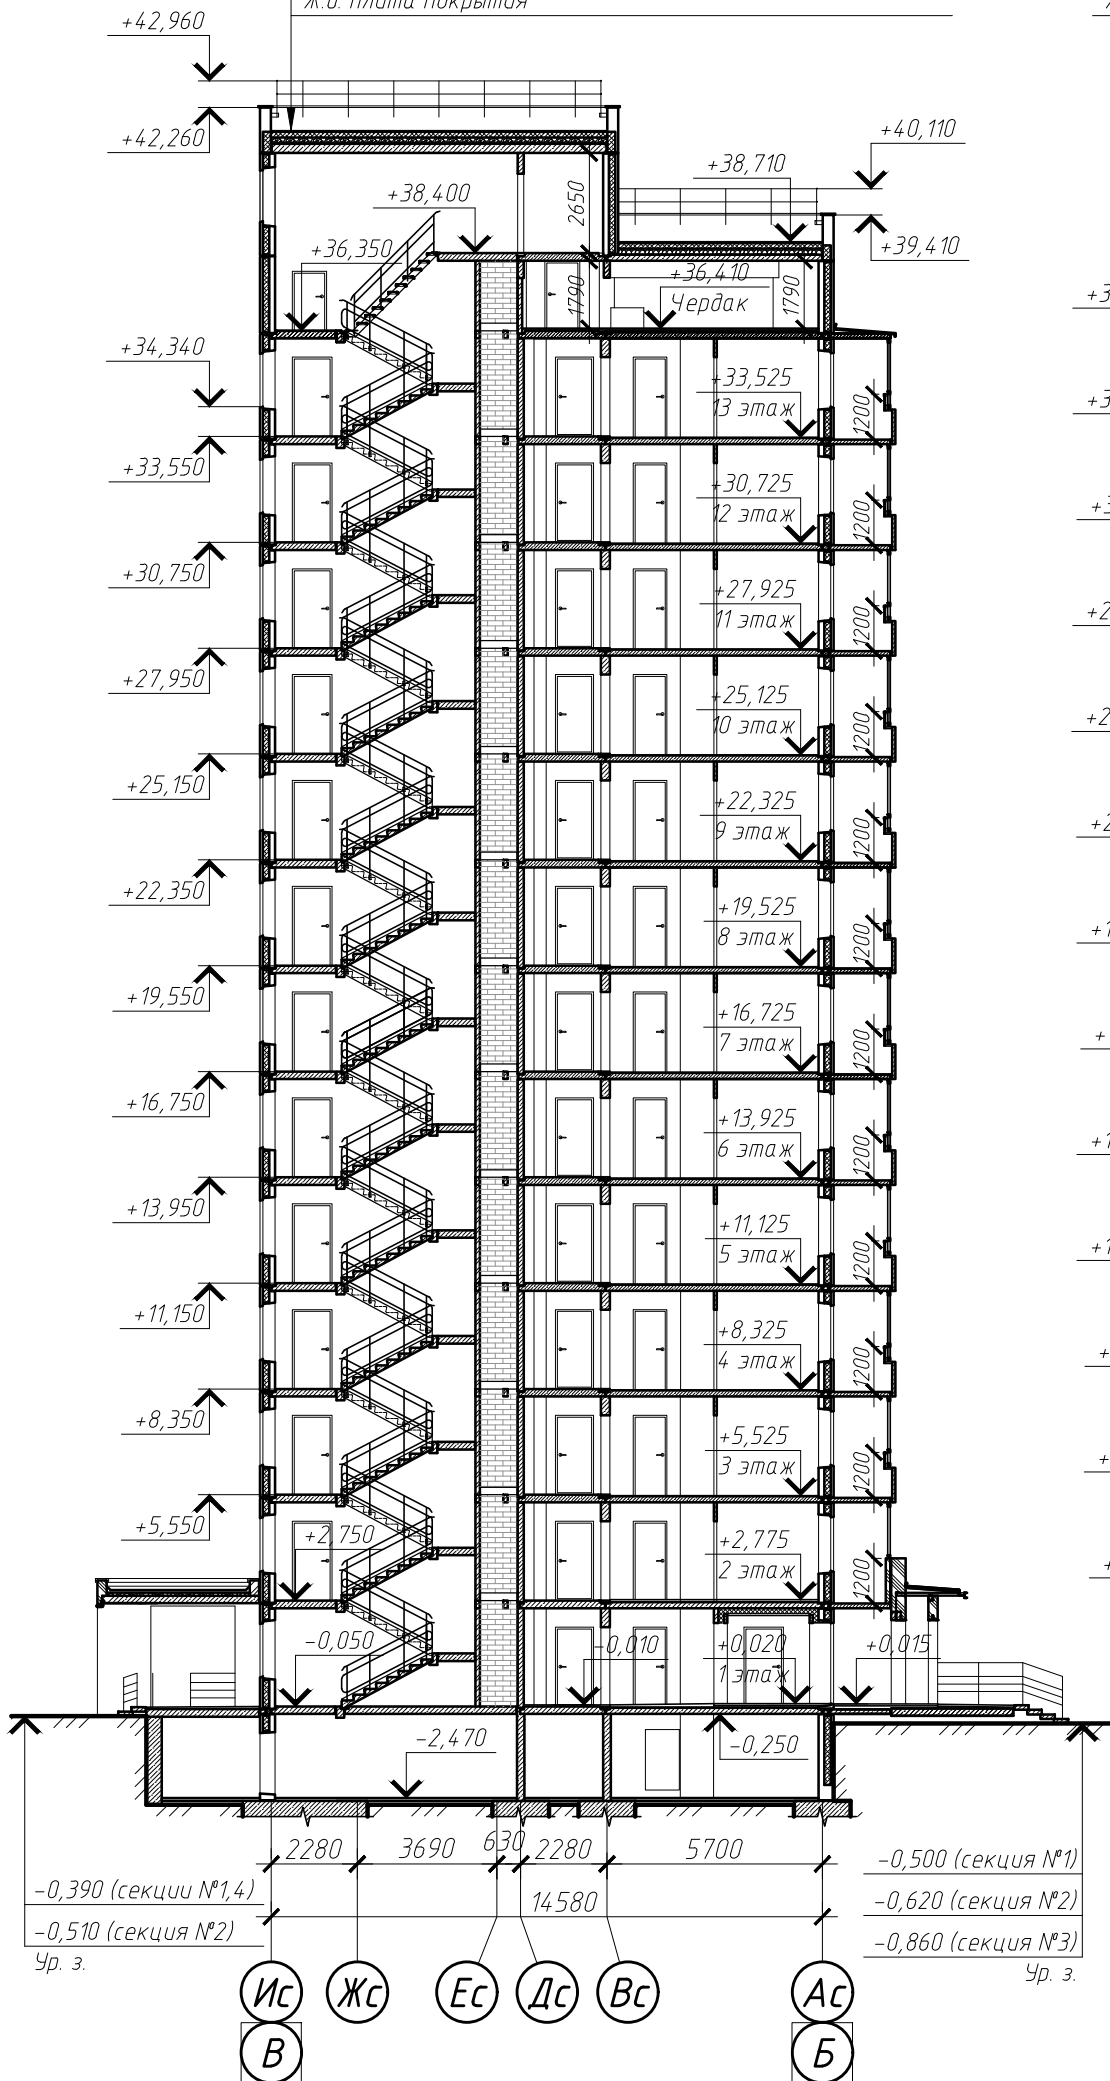 Ж.б. плита покрытия
+42,960
+42,260
+40,110
+38,710
+39,410
+38,400
2650
+36,350
+36,410
Чердак
1790
1790
+34,340
+33,525
13 этаж
1200
+33,550
+30,725
12 этаж
1200
+30,750
+27,925
11 этаж
1200
+27,950
+25,125
10 этаж
1200
+25,150
+22,325
9 этаж
1200
+22,350
+19,525
8 этаж
1200
+19,550
+16,725
7 этаж
1200
+16,750
+13,925
6 этаж
1200
+13,950
+11,125
5 этаж
1200
+11,150
+8,325
4 этаж
1200
+8,350
+5,525
3 этаж
1200
+5,550
+2,750
+2,775
2 этаж
1200
-0,050
-0,010
+0,020
1 этаж
+0,015
-2,470
-0,250
2280
3690
630
2280
5700
14580
-0,390 (секции №1,4)
-0,510 (секция №2)
Ур. з.
-0,500 (секция №1)
-0,620 (секция №2)
-0,860 (секция №3)
Ур. з.
Ис
Жс
Ес
Дс
Вс
Ас
В
Б